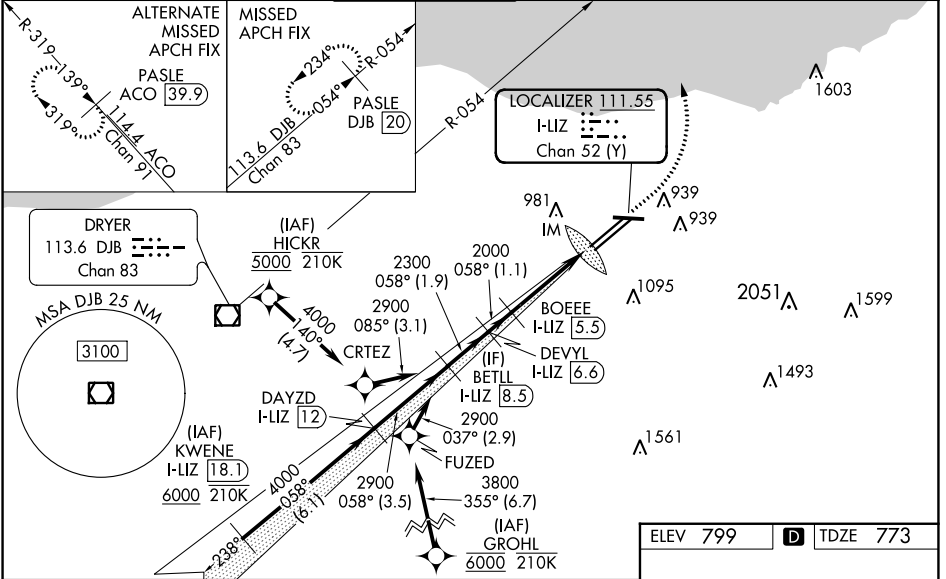 ALTERNATE
MISSED
APCH FIX
R-319
139°
319°
PASLE
ACO 39.9
114.4 ACO
Chan 91
MISSED
APCH FIX
234°
R-054
054°
PASLE
DJB 20
113.6 DJB
Chan 83
R-054
LOCALIZER 111.55
I-LIZ
Chan 52 (Y)
1603
939
939
981
IM
DRYER
113.6 DJB
Chan 83
(IAF)
HICKR
5000 210K
4000
140°
(4.7)
2300
058° (1.9)
2000
058° (1.1)
2900
085° (3.1)
CRTEZ
1095
2051
1599
1493
1561
BOEEE
I-LIZ 5.5
DEVYL
I-LIZ 6.6
(IF)
BETLL
I-LIZ 8.5
MSA DJB 25 NM
3100
DAYZD
I-LIZ 12
2900
037° (2.9)
FUZED
(IAF)
KWENE
I-LIZ 18.1
6000 210K
4000
058°
(6.1)
238°
2900
058° (3.5)
3800
355° (6.7)
(IAF)
GROHL
6000 210K
ELEV 799 D TDZE 773